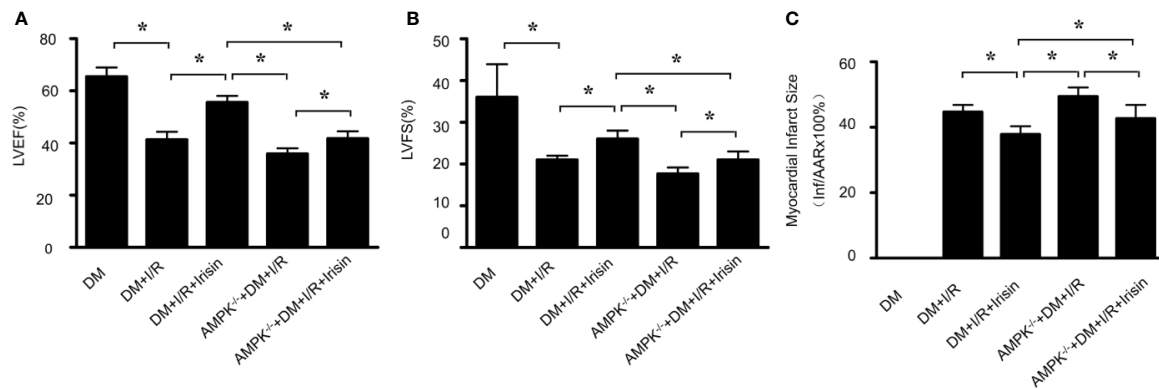 A
B
C
*
*
*
*
*
*
LVEF(%)
80
60
40
20
0
DM
DM+I/R
DM+I/R+Irisin
AMPK-/-+DM+I/R
AMPK-/-+DM+I/R+Irisin
*
*
*
*
*
LVFS(%)
50
40
30
20
10
0
DM
DM+I/R
DM+I/R+Irisin
AMPK-/-+DM+I/R
AMPK-/-+DM+I/R+Irisin
*
*
*
*
Myocardial Infarct Size
(Inf/AARx100%)
60
40
20
0
DM
DM+I/R
DM+I/R+Irisin
AMPK-/-+DM+I/R
AMPK-/-+DM+I/R+Irisin